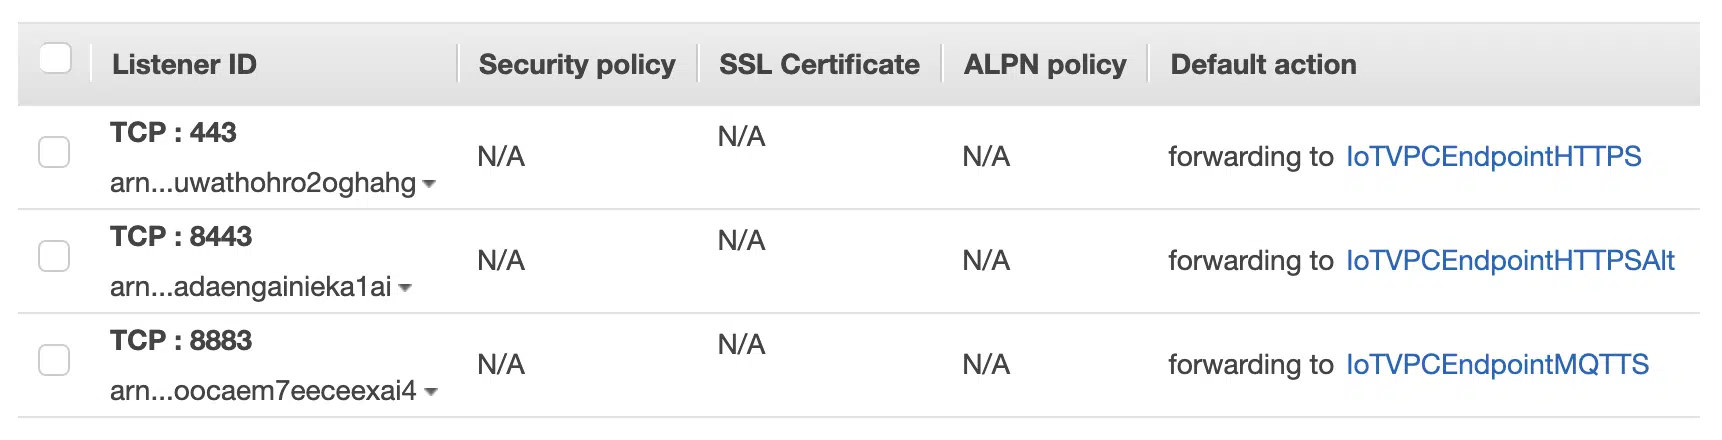 Listener ID Security policy SSL Certificate ALPN policy Default action
TCP : 443
N/A
N/A
N/A
forwarding to IoTVPCEndpointHTTPS
arn...uwathohro2oghahg
TCP : 8443
N/A
N/A
N/A
forwarding to IoTVPCEndpointHTTPSAlt
arn...adaengainieka1ai
TCP : 8883
N/A
N/A
N/A
forwarding to IoTVPCEndpointMQTTS
arn...oocaem7eeceexai4